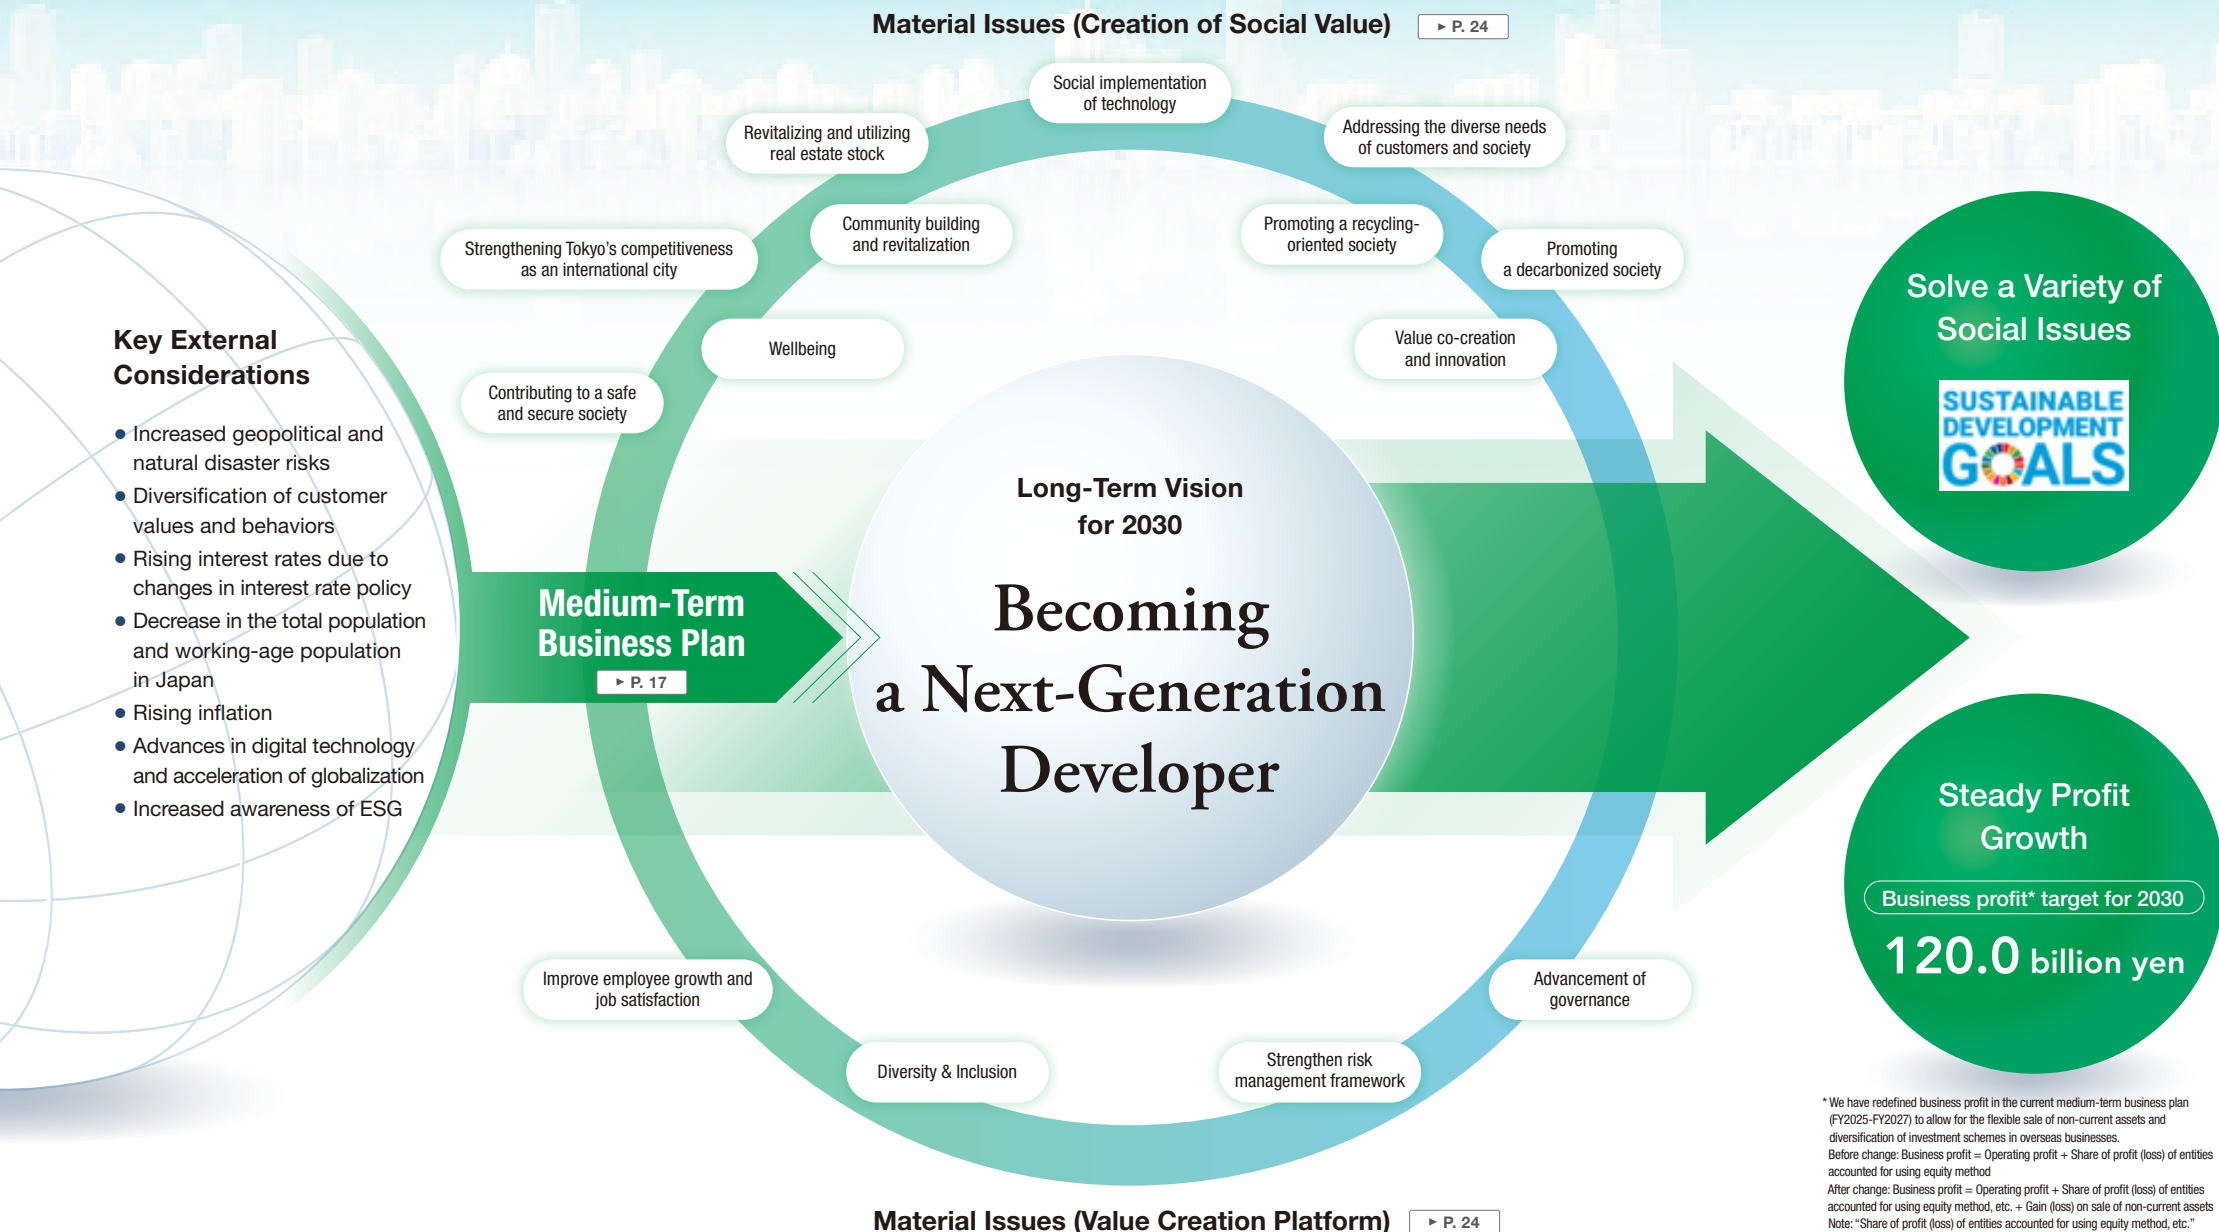 Material Issues (Creation of Social Value)
▶ P. 24
Social implementation
of technology
Revitalizing and utilizing
real estate stock
Addressing the diverse needs
of customers and society
Community building
and revitalization
Promoting a recycling-
oriented society
Strengthening Tokyo's competitiveness
as an international city
Promoting
a decarbonized society
Wellbeing
Value co-creation
and innovation
Contributing to a safe
and secure society
Key External
Considerations
● Increased geopolitical and
natural disaster risks
● Diversification of customer
values and behaviors
● Rising interest rates due to
changes in interest rate policy
● Decrease in the total population
and working-age population
in Japan
● Rising inflation
● Advances in digital technology
and acceleration of globalization
● Increased awareness of ESG
Medium-Term
Business Plan
▶ P. 17
Long-Term Vision
for 2030
Becoming
a Next-Generation
Developer
Solve a Variety of
Social Issues
SUSTAINABLE
DEVELOPMENT
GOALS
Steady Profit
Growth
Business profit* target for 2030
120.0 billion yen
Improve employee growth and
job satisfaction
Advancement of
governance
Diversity & Inclusion
Strengthen risk
management framework
Material Issues (Value Creation Platform)
▶ P. 24
* We have redefined business profit in the current medium-term business plan
(FY2025-FY2027) to allow for the flexible sale of non-current assets and
diversification of investment schemes in overseas businesses.
Before change: Business profit = Operating profit + Share of profit (loss) of entities
accounted for using equity method
After change: Business profit = Operating profit + Share of profit (loss) of entities
accounted for using equity method, etc. + Gain (loss) on sale of non-current assets
Note: "Share of profit (loss) of entities accounted for using equity method, etc."